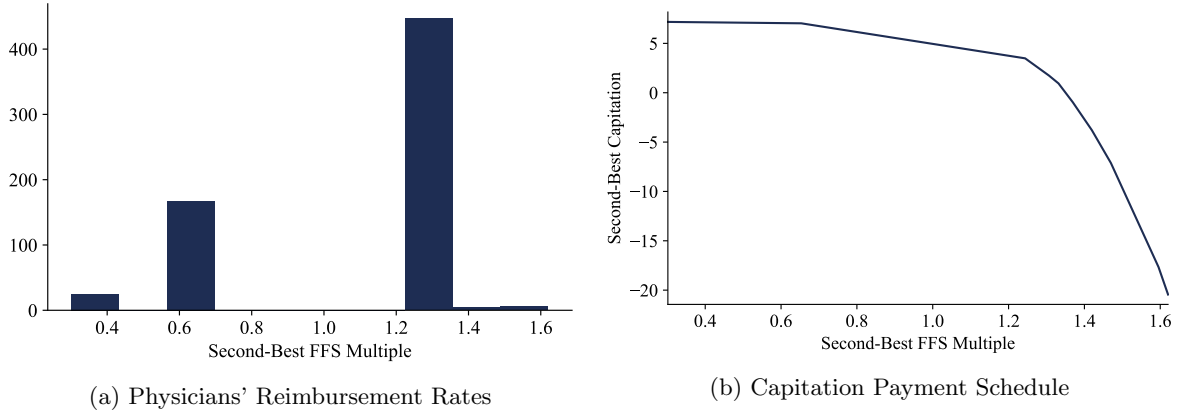 400
300
200
100
0
0.4 0.6 0.8 1.0 1.2 1.4 1.6
Second-Best FFS Multiple
(a) Physicians' Reimbursement Rates
Second-Best Capitation
5
0
−5
−10
−15
−20
0.4 0.6 0.8 1.0 1.2 1.4 1.6
Second-Best FFS Multiple
(b) Capitation Payment Schedule